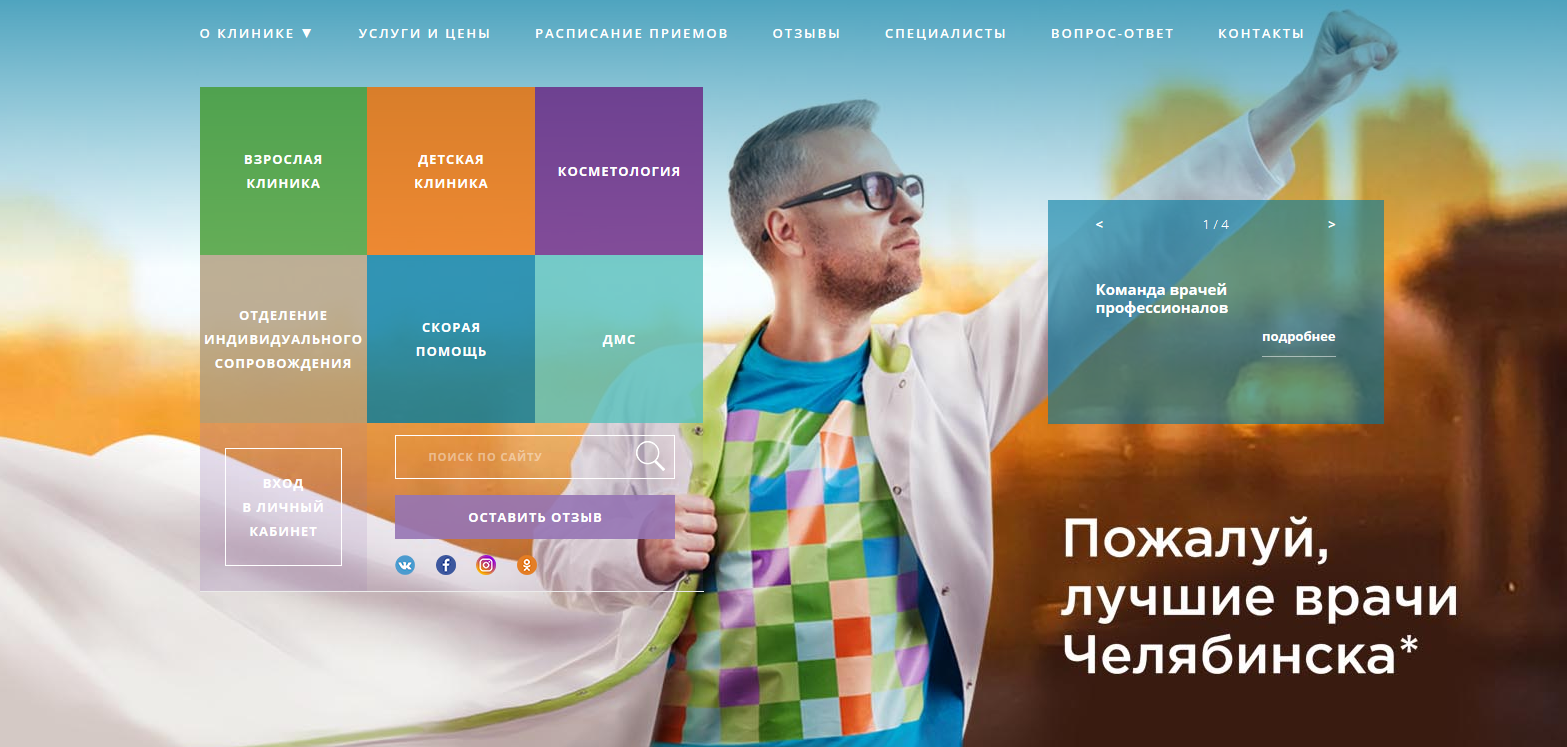 О КЛИНИКЕ ▼ УСЛУГИ И ЦЕНЫ РАСПИСАНИЕ ПРИЕМОВ ОТЗЫВЫ СПЕЦИАЛИСТЫ ВОПРОС-ОТВЕТ КОНТАКТЫ
ВЗРОСЛАЯ
КЛИНИКА
ДЕТСКАЯ
КЛИНИКА
КОСМЕТОЛОГИЯ
ОТДЕЛЕНИЕ
ИНДИВИДУАЛЬНОГО
СОПРОВОЖДЕНИЯ
СКОРАЯ
ПОМОЩЬ
ДМС
ВХОД
В ЛИЧНЫЙ
КАБИНЕТ
ПОИСК ПО САЙТУ
ОСТАВИТЬ ОТЗЫВ
< 1 / 4 >
Команда врачей
профессионалов
подробнее
Пожалуй,
лучшие врачи
Челябинска*